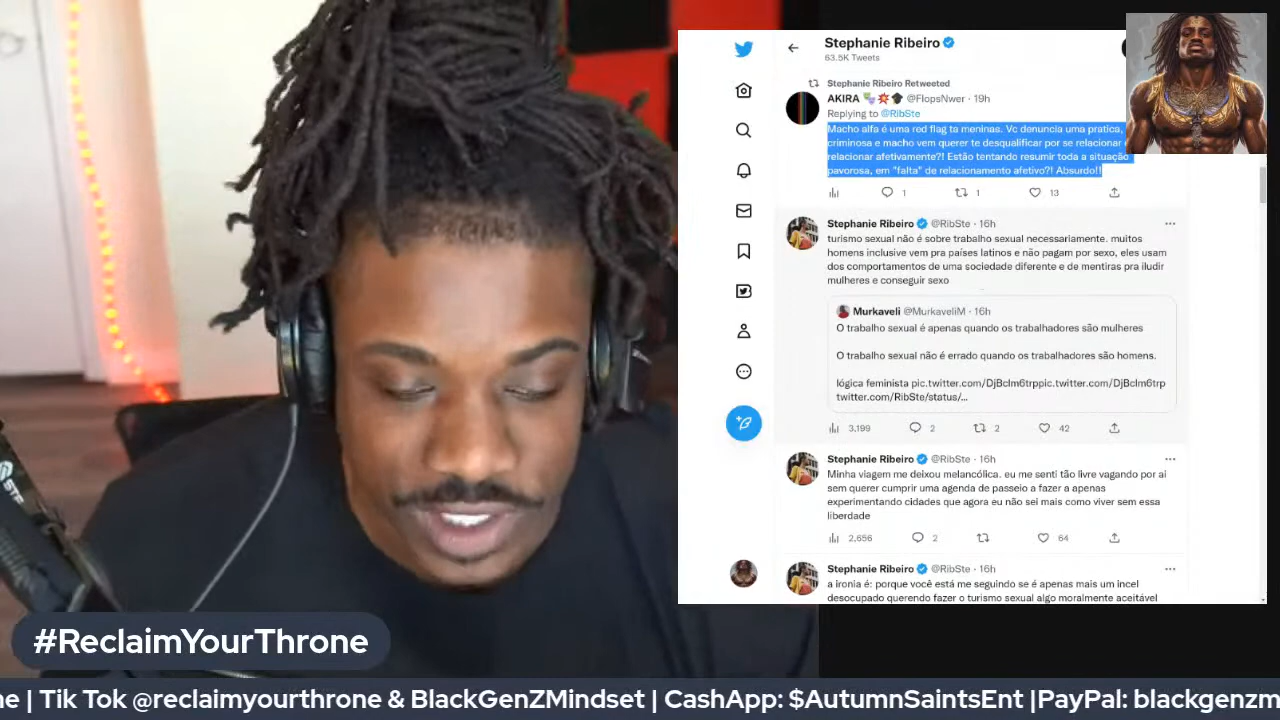 Stephanie Ribeiro
63.5K Tweets
Stephanie Ribeiro Retweeted
AKIRA @FlopsNwer · 19h
Replying to @RibSte
Macho alfa é uma red flag ta meninas. Vc denuncia uma pratica,
criminosa e macho vem querer te desqualificar por se relacionar
relacionar afetivamente?! Estão tentando resumir toda a situação
pavorosa, em "falta" de relacionamento afetivo?! Absurdo!!
1 1 13
Stephanie Ribeiro @RibSte · 16h
turismo sexual não é sobre trabalho sexual necessariamente. muitos
homens inclusive vem pra países latinos e não pagam por sexo, eles usam
dos comportamentos de uma sociedade diferente e de mentiras pra iludir
mulheres e conseguir sexo
Murkaveli @MurkaveliM · 16h
O trabalho sexual é apenas quando os trabalhadores são mulheres
O trabalho sexual não é errado quando os trabalhadores são homens.
lógica feminista pic.twitter.com/DjBclm6trppic.twitter.com/DjBclm6trp
twitter.com/RibSte/status/...
3,199 2 2 42
Stephanie Ribeiro @RibSte · 16h
Minha viagem me deixou melancólica. eu me senti tão livre vagando por ai
sem querer cumprir uma agenda de passeio a fazer a apenas
experimentando cidades que agora eu não sei mais como viver sem essa
liberdade
2,656 2 64
Stephanie Ribeiro @RibSte · 16h
a ironia é: porque você está me seguindo se é apenas mais um incel
desocupado querendo fazer o turismo sexual algo moralmente aceitável
#ReclaimYourThrone
ne | Tik Tok @reclaimyourthrone & BlackGenZMindset | CashApp: $AutumnSaintsEnt |PayPal: blackgenzm